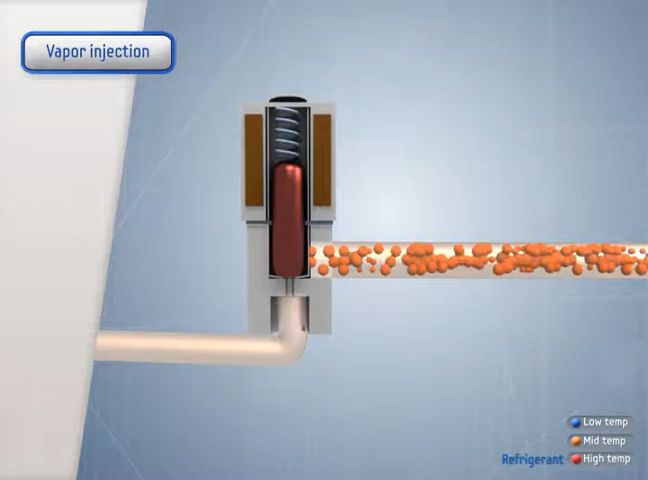 Vapor injection
Low temp
Mid temp
Refrigerant High temp